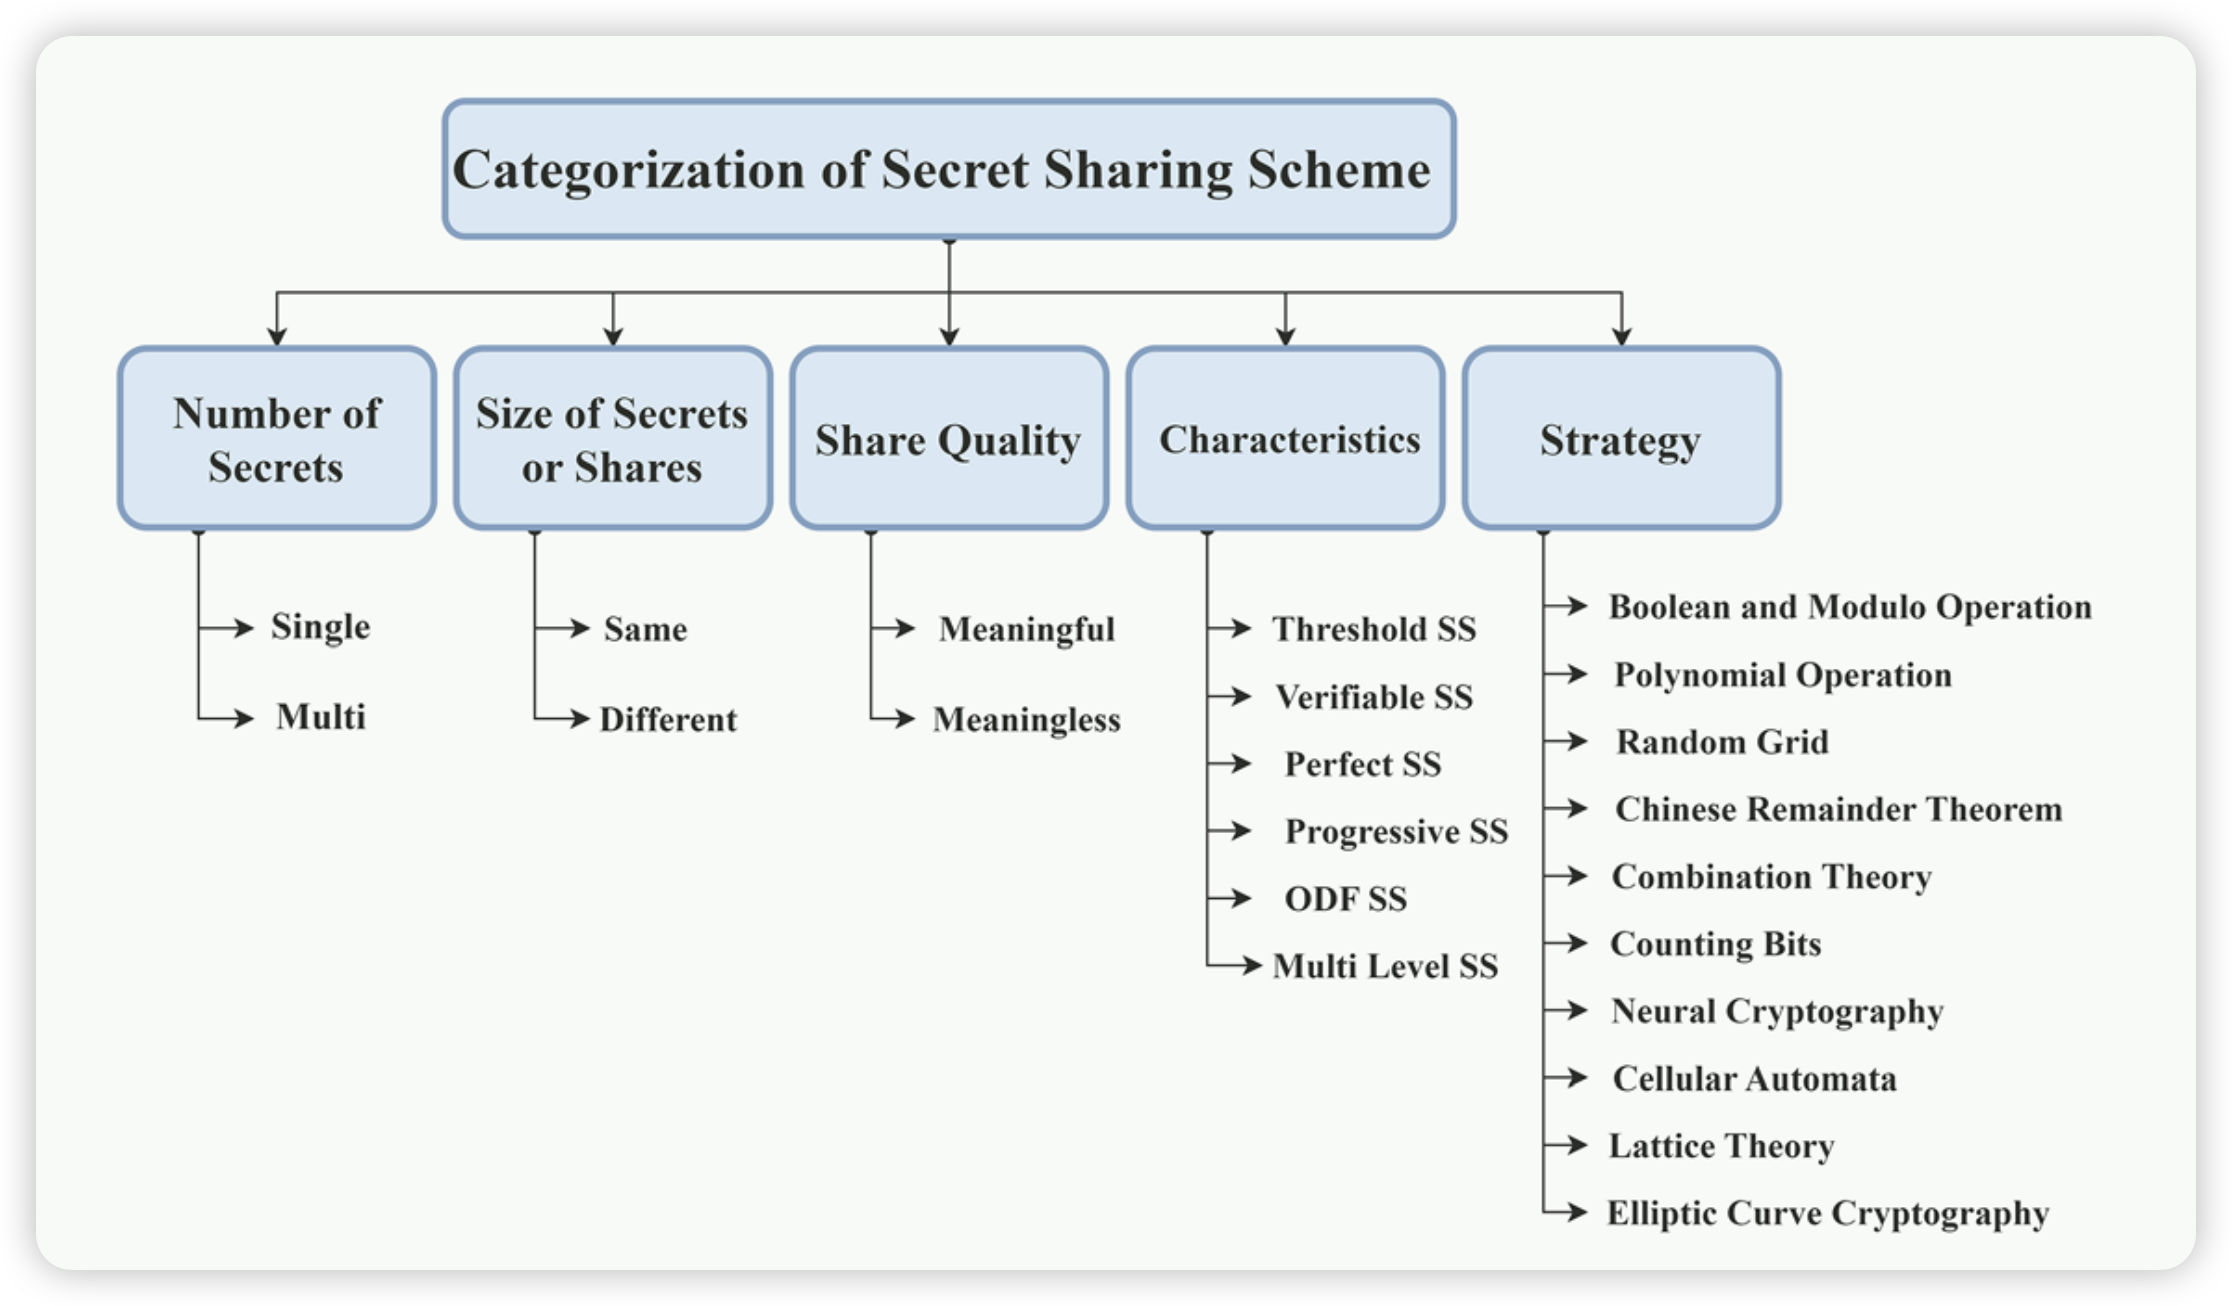 Categorization of Secret Sharing Scheme
Number of
Secrets
Single
Multi
Size of Secrets
or Shares
Same
Different
Share Quality
Meaningful
Meaningless
Characteristics
Threshold SS
Verifiable SS
Perfect SS
Progressive SS
ODF SS
Multi Level SS
Strategy
Boolean and Modulo Operation
Polynomial Operation
Random Grid
Chinese Remainder Theorem
Combination Theory
Counting Bits
Neural Cryptography
Cellular Automata
Lattice Theory
Elliptic Curve Cryptography